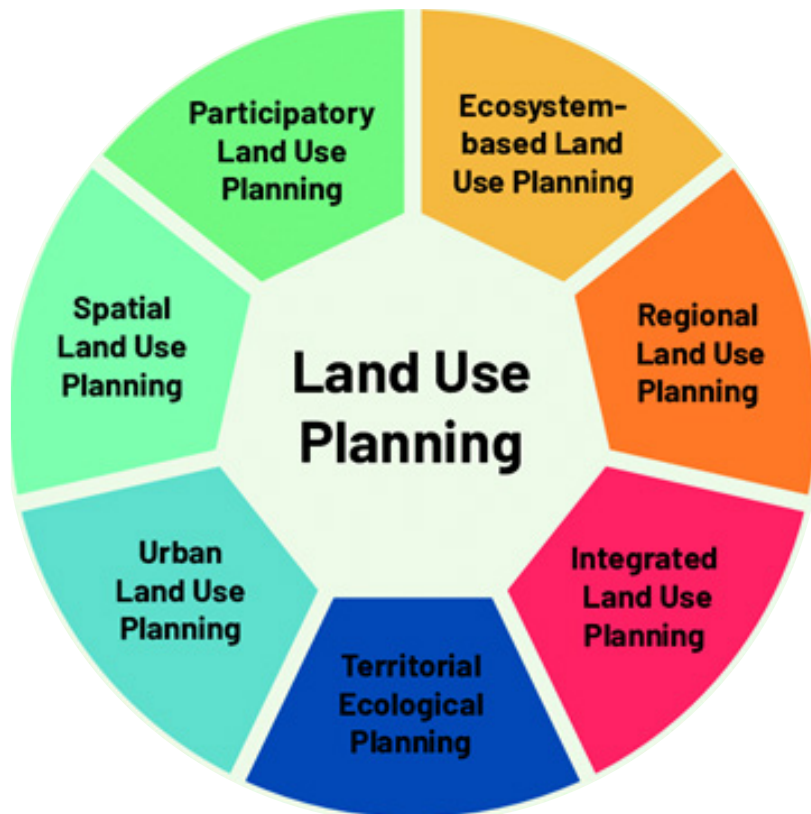 Land Use
Planning
Ecosystem-
based Land
Use Planning
Regional
Land Use
Planning
Integrated
Land Use
Planning
Territorial
Ecological
Planning
Urban
Land Use
Planning
Spatial
Land Use
Planning
Participatory
Land Use
Planning